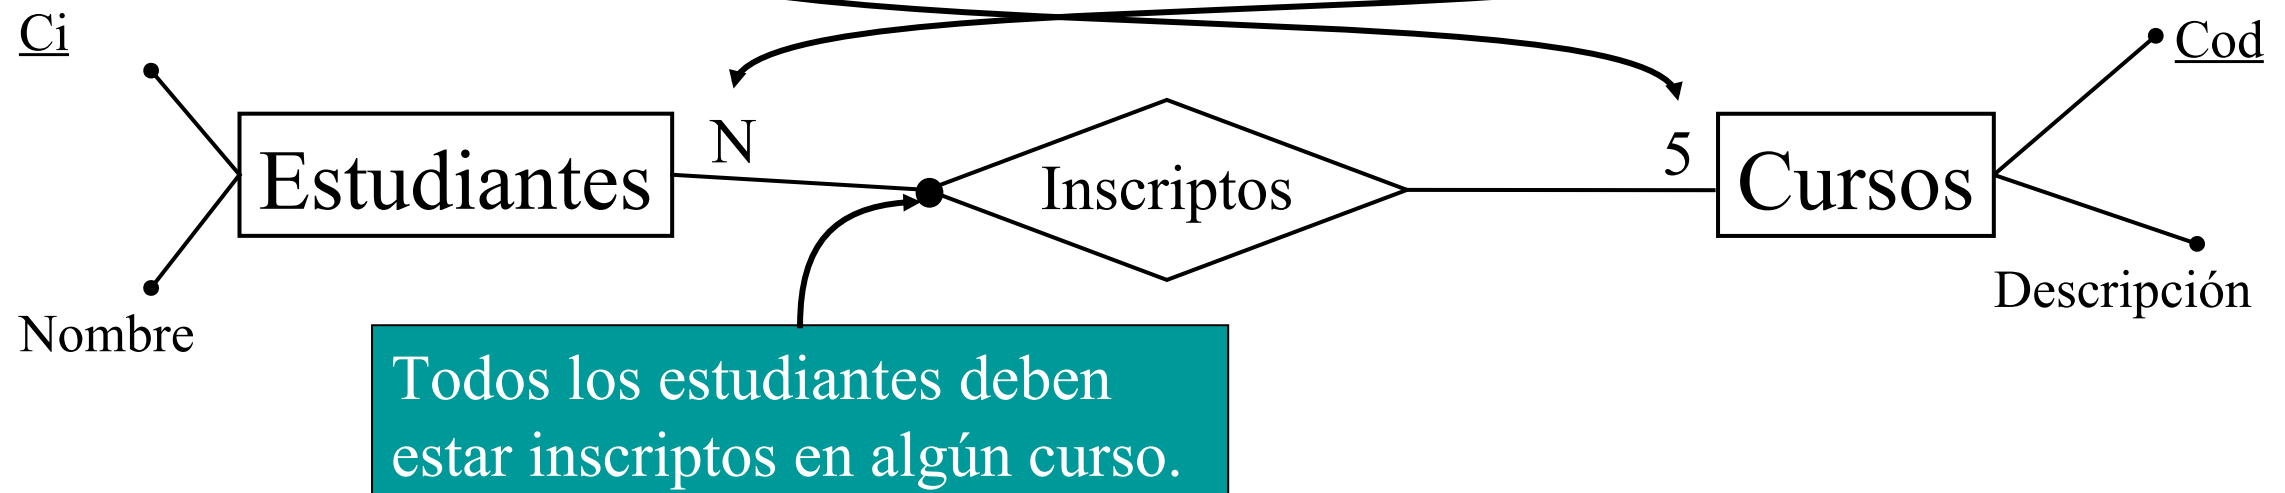 Ci
Cod
N
5
Estudiantes
Inscriptos
Cursos
Descripción
Nombre
Todos los estudiantes deben
estar inscriptos en algún curso.